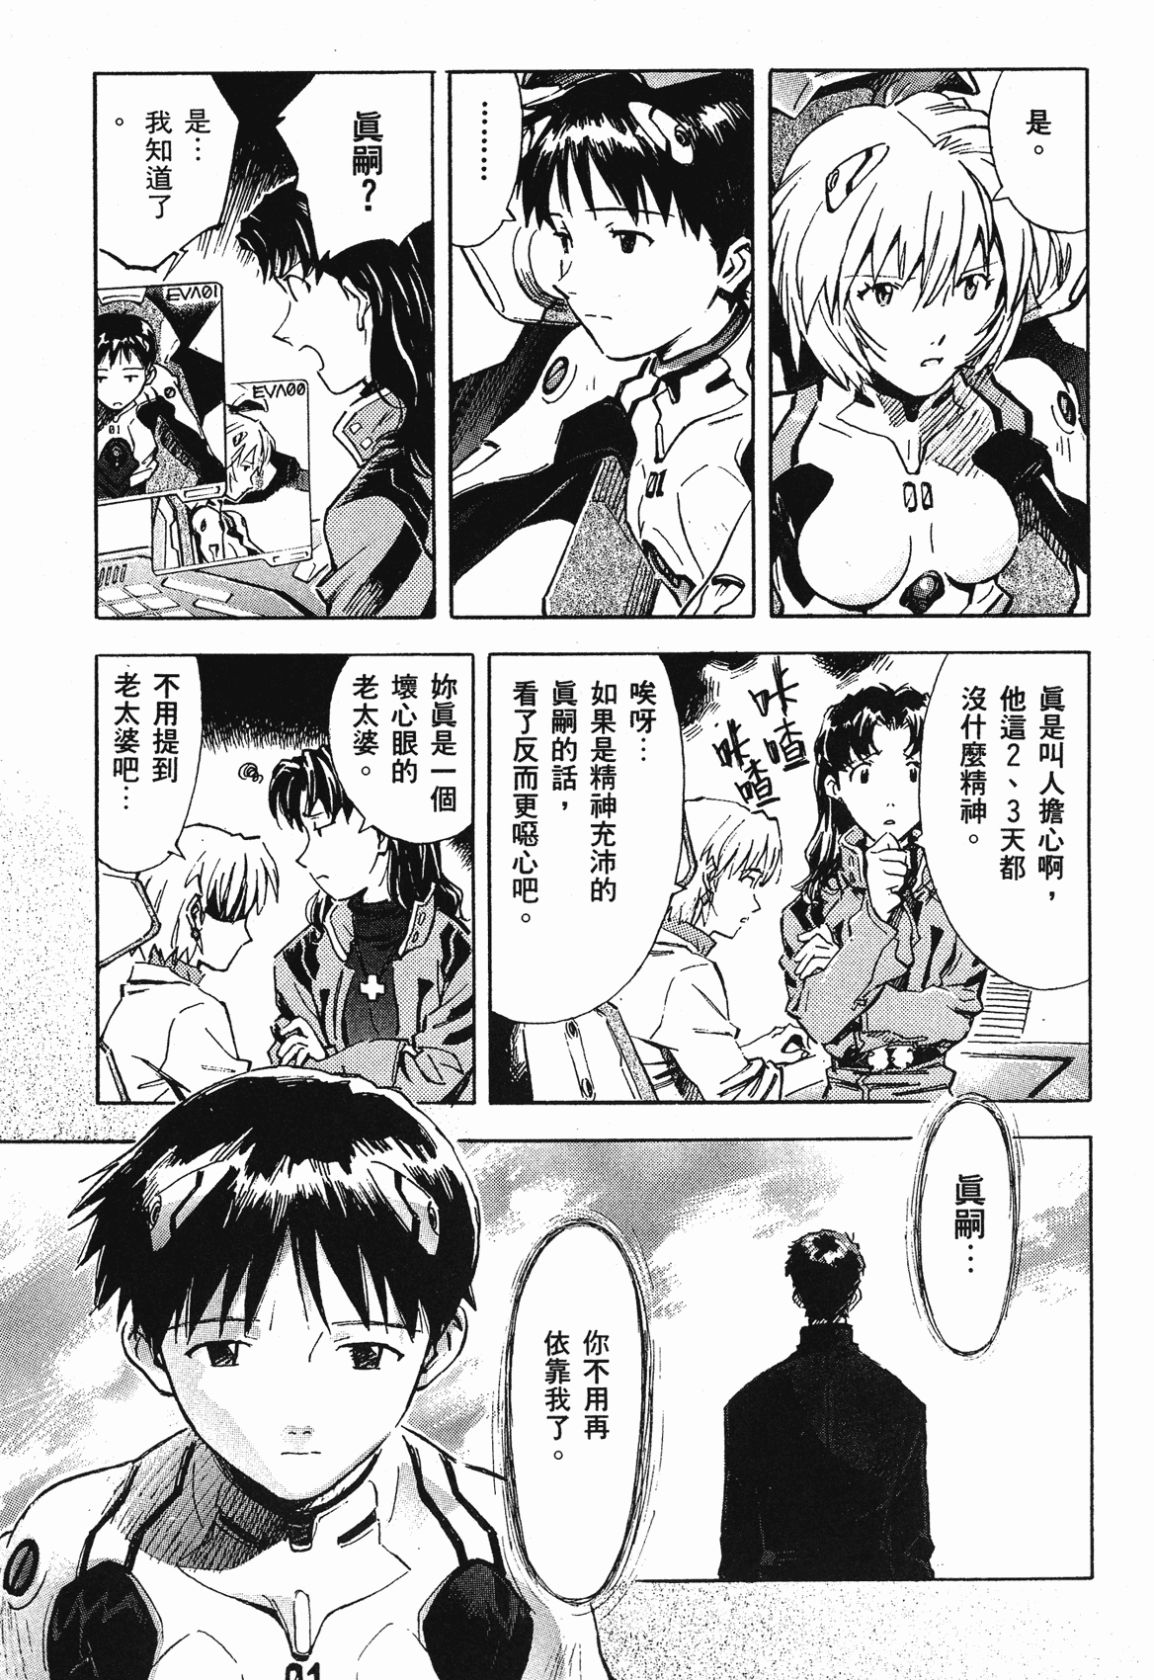 是。
00
………
01
眞嗣?
是…
我知道了
。
EVA01
01
EVA00
眞是叫人擔心啊，
他這2、3天都
沒什麼精神。
咔喳
咔喳
唉呀…
如果是精神充沛的
眞嗣的話，
看了反而更噁心吧。
妳眞是一個
壞心眼的
老太婆。
不用提到
老太婆吧…
眞嗣…
你不用再
依靠我了。
01